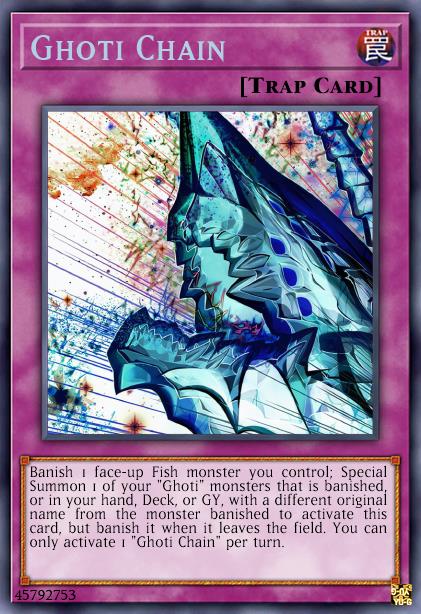 Ghoti Chain
TRAP
罠
[Trap Card]
Banish 1 face-up Fish monster you control; Special
Summon 1 of your "Ghoti" monsters that is banished,
or in your hand, Deck, or GY, with a different original
name from the monster banished to activate this
card, but banish it when it leaves the field. You can
only activate 1 "Ghoti Chain" per turn.
45792753